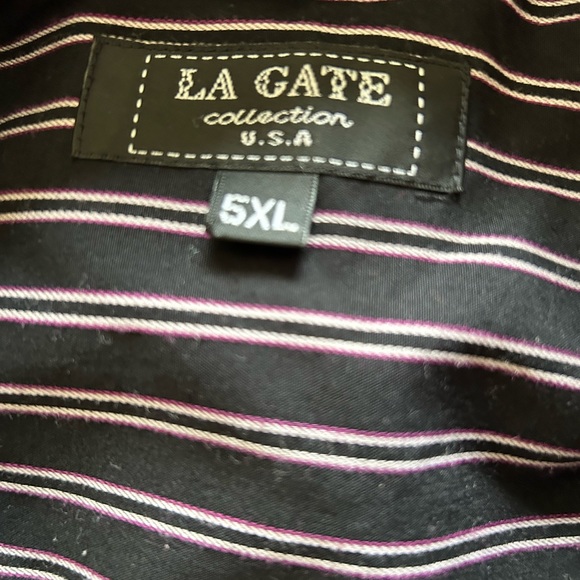 LA GATE
collection
U.S.A
5XL